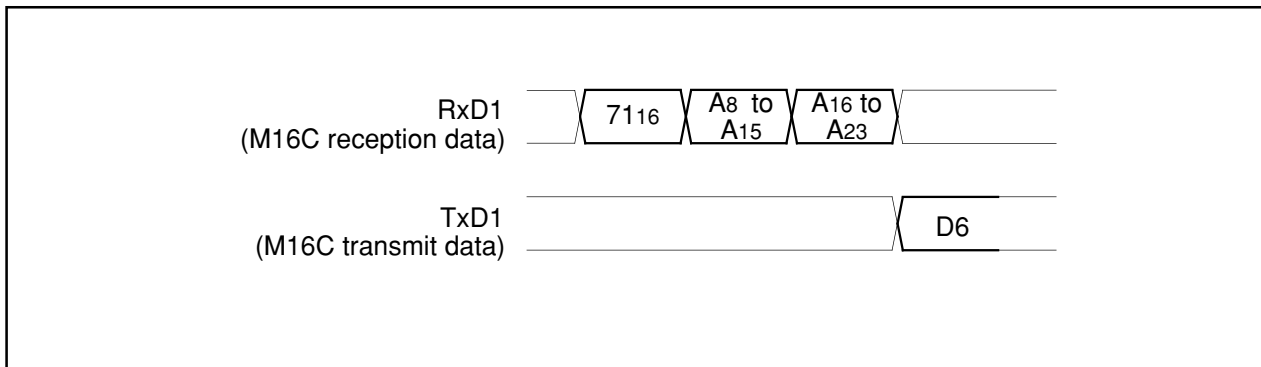 RxD1
(M16C reception data)
7116
A8 to
A15
A16 to
A23
TxD1
(M16C transmit data)
D6